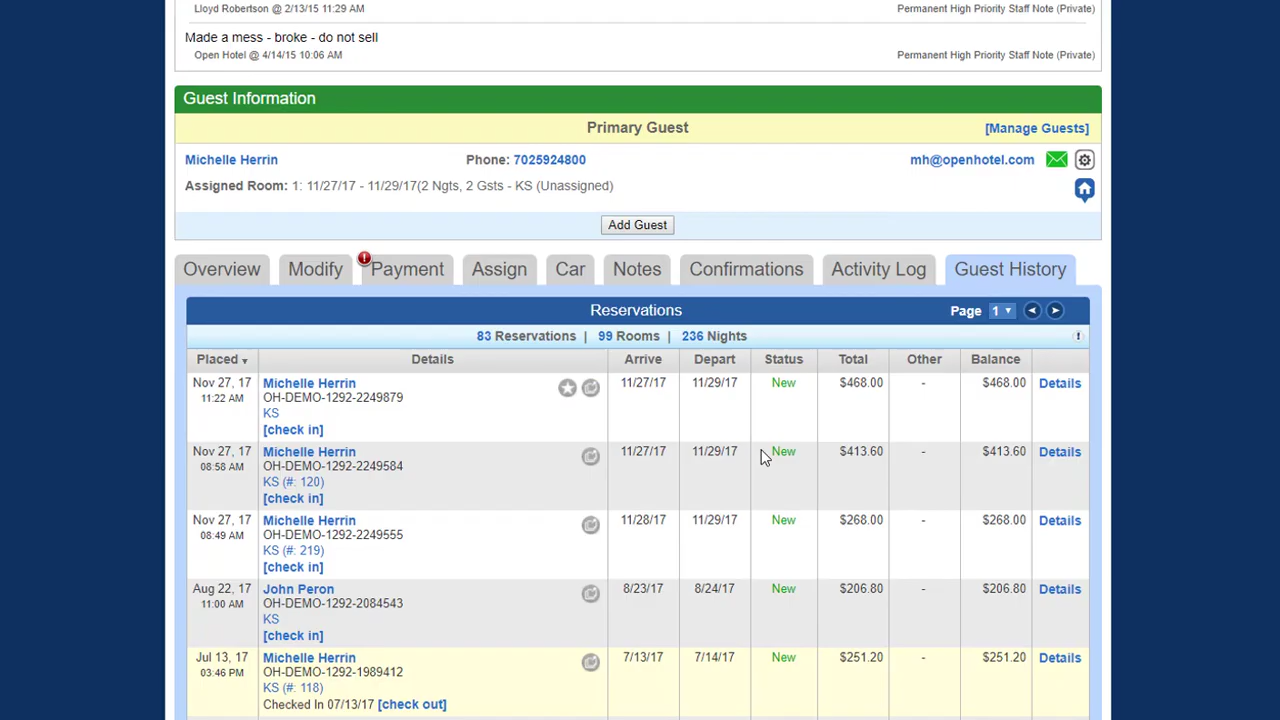 Lloyd Robertson @ 2/13/15 11:29 AM Permanent High Priority Staff Note (Private)
Made a mess - broke - do not sell
Open Hotel @ 4/14/15 10:06 AM Permanent High Priority Staff Note (Private)
Guest Information
Primary Guest [Manage Guests]
Michelle Herrin Phone: 7025924800 mh@openhotel.com
Assigned Room: 1: 11/27/17 - 11/29/17(2 Ngts, 2 Gsts - KS (Unassigned)
Add Guest
Overview Modify ! Payment Assign Car Notes Confirmations Activity Log Guest History
Reservations Page 1
83 Reservations | 99 Rooms | 236 Nights !
Placed Details Arrive Depart Status Total Other Balance
Nov 27, 17 Michelle Herrin 11/27/17 11/29/17 New $468.00 - $468.00 Details
11:22 AM OH-DEMO-1292-2249879
KS
[check in]
Nov 27, 17 Michelle Herrin 11/27/17 11/29/17 New $413.60 - $413.60 Details
08:58 AM OH-DEMO-1292-2249584
KS (#: 120)
[check in]
Nov 27, 17 Michelle Herrin 11/28/17 11/29/17 New $268.00 - $268.00 Details
08:49 AM OH-DEMO-1292-2249555
KS (#: 219)
[check in]
Aug 22, 17 John Peron 8/23/17 8/24/17 New $206.80 - $206.80 Details
11:00 AM OH-DEMO-1292-2084543
KS
[check in]
Jul 13, 17 Michelle Herrin 7/13/17 7/14/17 New $251.20 - $251.20 Details
03:46 PM OH-DEMO-1292-1989412
KS (#: 118)
Checked In 07/13/17 [check out]